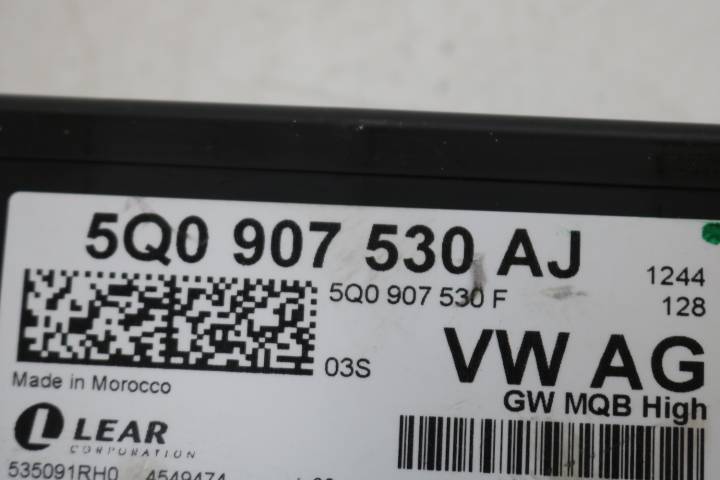 5Q0 907 530 AJ
1244
5Q0 907 530 F
128
03S
VW AG
Made in Morocco
GW MQB High
LEAR
CORPORATION
535091RH0 4549474